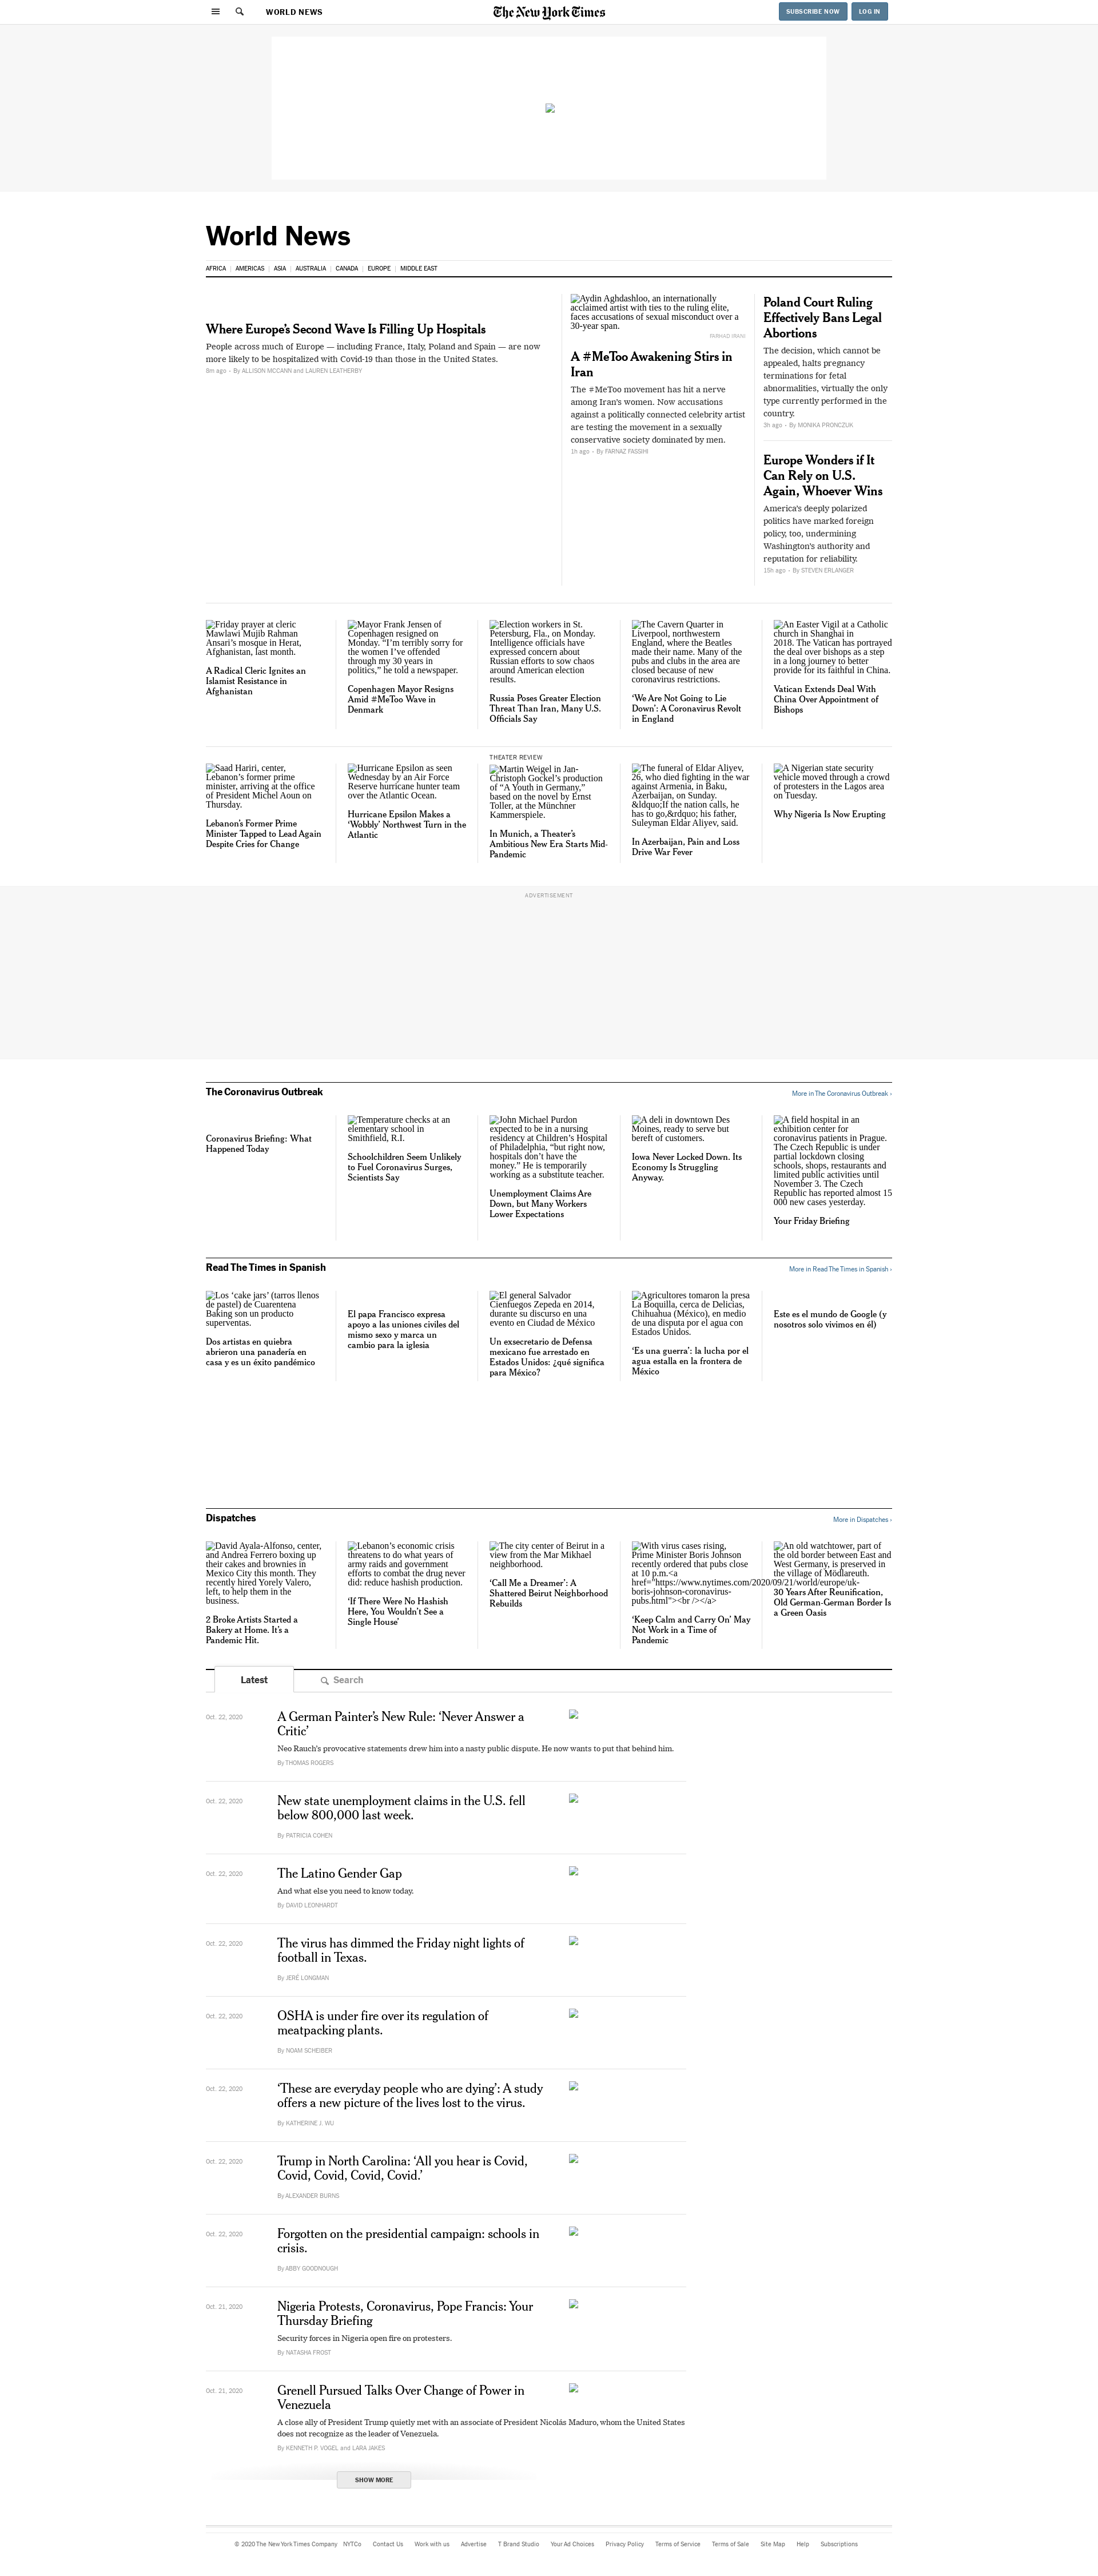 WORLD NEWS
The New York Times
SUBSCRIBE NOW
LOG IN
World News
AFRICA
AMERICAS
ASIA
AUSTRALIA
CANADA
EUROPE
MIDDLE EAST
Where Europe’s Second Wave Is Filling Up Hospitals
People across much of Europe — including France, Italy, Poland and Spain — are now
more likely to be hospitalized with Covid-19 than those in the United States.
8m ago – By ALLISON MCCANN and LAUREN LEATHERBY
Aydin Aghdashloo, an internationally
acclaimed artist with ties to the ruling elite,
faces accusations of sexual misconduct over a
30-year span.
FARHAD IRANI
A #MeToo Awakening Stirs in
Iran
The #MeToo movement has hit a nerve
among Iran’s women. Now accusations
against a politically connected celebrity artist
are testing the movement in a sexually
conservative society dominated by men.
1h ago – By FARNAZ FASSIHI
Poland Court Ruling
Effectively Bans Legal
Abortions
The decision, which cannot be
appealed, halts pregnancy
terminations for fetal
abnormalities, virtually the only
type currently performed in the
country.
3h ago – By MONIKA PRONCZUK
Europe Wonders if It
Can Rely on U.S.
Again, Whoever Wins
America’s deeply polarized
politics have marked foreign
policy, too, undermining
Washington’s authority and
reputation for reliability.
15h ago – By STEVEN ERLANGER
Friday prayer at cleric
Mawlawi Mujib Rahman
Ansari’s mosque in Herat,
Afghanistan, last month.
A Radical Cleric Ignites an
Islamist Resistance in
Afghanistan
Mayor Frank Jensen of
Copenhagen resigned on
Monday. “I’m terribly sorry for
the women I’ve offended
through my 30 years in
politics,” he told a newspaper.
Copenhagen Mayor Resigns
Amid #MeToo Wave in
Denmark
Election workers in St.
Petersburg, Fla., on Monday.
Intelligence officials have
expressed concern about
Russian efforts to sow chaos
around American election
results.
Russia Poses Greater Election
Threat Than Iran, Many U.S.
Officials Say
The Cavern Quarter in
Liverpool, northwestern
England, where the Beatles
made their name. Many of the
pubs and clubs in the area are
closed because of new
coronavirus restrictions.
‘We Are Not Going to Lie
Down’: A Coronavirus Revolt
in England
An Easter Vigil at a Catholic
church in Shanghai in
2018. The Vatican has portrayed
the deal over bishops as a step
in a long journey to better
provide for its faithful in China.
Vatican Extends Deal With
China Over Appointment of
Bishops
Saad Hariri, center,
Lebanon’s former prime
minister, arriving at the office
of President Michel Aoun on
Thursday.
Lebanon’s Former Prime
Minister Tapped to Lead Again
Despite Cries for Change
Hurricane Epsilon as seen
Wednesday by an Air Force
Reserve hurricane hunter team
over the Atlantic Ocean.
Hurricane Epsilon Makes a
‘Wobbly’ Northwest Turn in the
Atlantic
THEATER REVIEW
Martin Weigel in Jan-
Christoph Gockel’s production
of “A Youth in Germany,”
based on the novel by Ernst
Toller, at the Münchner
Kammerspiele.
In Munich, a Theater’s
Ambitious New Era Starts Mid-
Pandemic
The funeral of Eldar Aliyev,
26, who died fighting in the war
against Armenia, in Baku,
Azerbaijan, on Sunday.
&ldquo;If the nation calls, he
has to go,&rdquo; his father,
Suleyman Eldar Aliyev, said.
In Azerbaijan, Pain and Loss
Drive War Fever
A Nigerian state security
vehicle moved through a crowd
of protesters in the Lagos area
on Tuesday.
Why Nigeria Is Now Erupting
ADVERTISEMENT
The Coronavirus Outbreak
More in The Coronavirus Outbreak ›
Coronavirus Briefing: What
Happened Today
Temperature checks at an
elementary school in
Smithfield, R.I.
Schoolchildren Seem Unlikely
to Fuel Coronavirus Surges,
Scientists Say
John Michael Purdon
expected to be in a nursing
residency at Children’s Hospital
of Philadelphia, “but right now,
hospitals don’t have the
money.” He is temporarily
working as a substitute teacher.
Unemployment Claims Are
Down, but Many Workers
Lower Expectations
A deli in downtown Des
Moines, ready to serve but
bereft of customers.
Iowa Never Locked Down. Its
Economy Is Struggling
Anyway.
A field hospital in an
exhibition center for
coronavirus patients in Prague.
The Czech Republic is under
partial lockdown closing
schools, shops, restaurants and
limited public activities until
November 3. The Czech
Republic has reported almost 15
000 new cases yesterday.
Your Friday Briefing
Read The Times in Spanish
More in Read The Times in Spanish ›
Los ‘cake jars’ (tarros llenos
de pastel) de Cuarentena
Baking son un producto
superventas.
Dos artistas en quiebra
abrieron una panadería en
casa y es un éxito pandémico
El papa Francisco expresa
apoyo a las uniones civiles del
mismo sexo y marca un
cambio para la iglesia
El general Salvador
Cienfuegos Zepeda en 2014,
durante su discurso en una
evento en Ciudad de México
Un exsecretario de Defensa
mexicano fue arrestado en
Estados Unidos: ¿qué significa
para México?
Agricultores tomaron la presa
La Boquilla, cerca de Delicias,
Chihuahua (México), en medio
de una disputa por el agua con
Estados Unidos.
‘Es una guerra’: la lucha por el
agua estalla en la frontera de
México
Este es el mundo de Google (y
nosotros solo vivimos en él)
Dispatches
More in Dispatches ›
David Ayala-Alfonso, center,
and Andrea Ferrero boxing up
their cakes and brownies in
Mexico City this month. They
recently hired Yorely Valero,
left, to help them in the
business.
2 Broke Artists Started a
Bakery at Home. It’s a
Pandemic Hit.
Lebanon’s economic crisis
threatens to do what years of
army raids and government
efforts to combat the drug never
did: reduce hashish production.
‘If There Were No Hashish
Here, You Wouldn’t See a
Single House’
The city center of Beirut in a
view from the Mar Mikhael
neighborhood.
‘Call Me a Dreamer’: A
Shattered Beirut Neighborhood
Rebuilds
With virus cases rising,
Prime Minister Boris Johnson
recently ordered that pubs close
at 10 p.m.<a
href="https://www.nytimes.com/2020/09/21/world/europe/uk-
boris-johnson-coronavirus-
pubs.html"><br /></a>
‘Keep Calm and Carry On’ May
Not Work in a Time of
Pandemic
An old watchtower, part of
the old border between East and
West Germany, is preserved in
the village of Mödlareuth.
30 Years After Reunification,
Old German-German Border Is
a Green Oasis
Latest
Search
Oct. 22, 2020
A German Painter’s New Rule: ‘Never Answer a
Critic’
Neo Rauch’s provocative statements drew him into a nasty public dispute. He now wants to put that behind him.
By THOMAS ROGERS
Oct. 22, 2020
New state unemployment claims in the U.S. fell
below 800,000 last week.
By PATRICIA COHEN
Oct. 22, 2020
The Latino Gender Gap
And what else you need to know today.
By DAVID LEONHARDT
Oct. 22, 2020
The virus has dimmed the Friday night lights of
football in Texas.
By JERÉ LONGMAN
Oct. 22, 2020
OSHA is under fire over its regulation of
meatpacking plants.
By NOAM SCHEIBER
Oct. 22, 2020
‘These are everyday people who are dying’: A study
offers a new picture of the lives lost to the virus.
By KATHERINE J. WU
Oct. 22, 2020
Trump in North Carolina: ‘All you hear is Covid,
Covid, Covid, Covid, Covid.’
By ALEXANDER BURNS
Oct. 22, 2020
Forgotten on the presidential campaign: schools in
crisis.
By ABBY GOODNOUGH
Oct. 21, 2020
Nigeria Protests, Coronavirus, Pope Francis: Your
Thursday Briefing
Security forces in Nigeria open fire on protesters.
By NATASHA FROST
Oct. 21, 2020
Grenell Pursued Talks Over Change of Power in
Venezuela
A close ally of President Trump quietly met with an associate of President Nicolás Maduro, whom the United States
does not recognize as the leader of Venezuela.
By KENNETH P. VOGEL and LARA JAKES
SHOW MORE
© 2020 The New York Times Company
NYTCo
Contact Us
Work with us
Advertise
T Brand Studio
Your Ad Choices
Privacy Policy
Terms of Service
Terms of Sale
Site Map
Help
Subscriptions